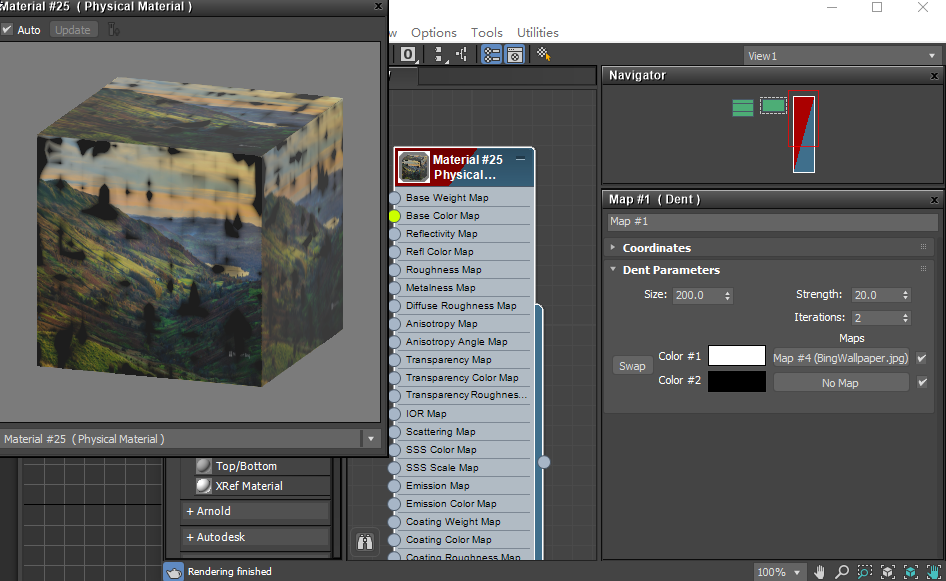 Material #25 ( Physical Material )
Auto Update
w Options Tools Utilities
0
View1
Navigator
Material #25
Physical...
Base Weight Map
Base Color Map
Reflectivity Map
Refl Color Map
Roughness Map
Metalness Map
Diffuse Roughness Map
Anisotropy Map
Anisotropy Angle Map
Transparency Map
Transparency Color Map
Transparency Roughnes...
IOR Map
Scattering Map
SSS Color Map
SSS Scale Map
Emission Map
Emission Color Map
Coating Weight Map
Coating Color Map
Coating Roughness Map
Map #1 ( Dent )
Map #1
Coordinates
Dent Parameters
Size: 200.0 Strength: 20.0
Iterations: 2
Maps
Swap
Color #1 Map #4 (BingWallpaper.jpg)
Color #2 No Map
Material #25 ( Physical Material )
Top/Bottom
XRef Material
+ Arnold
+ Autodesk
Rendering finished
100%